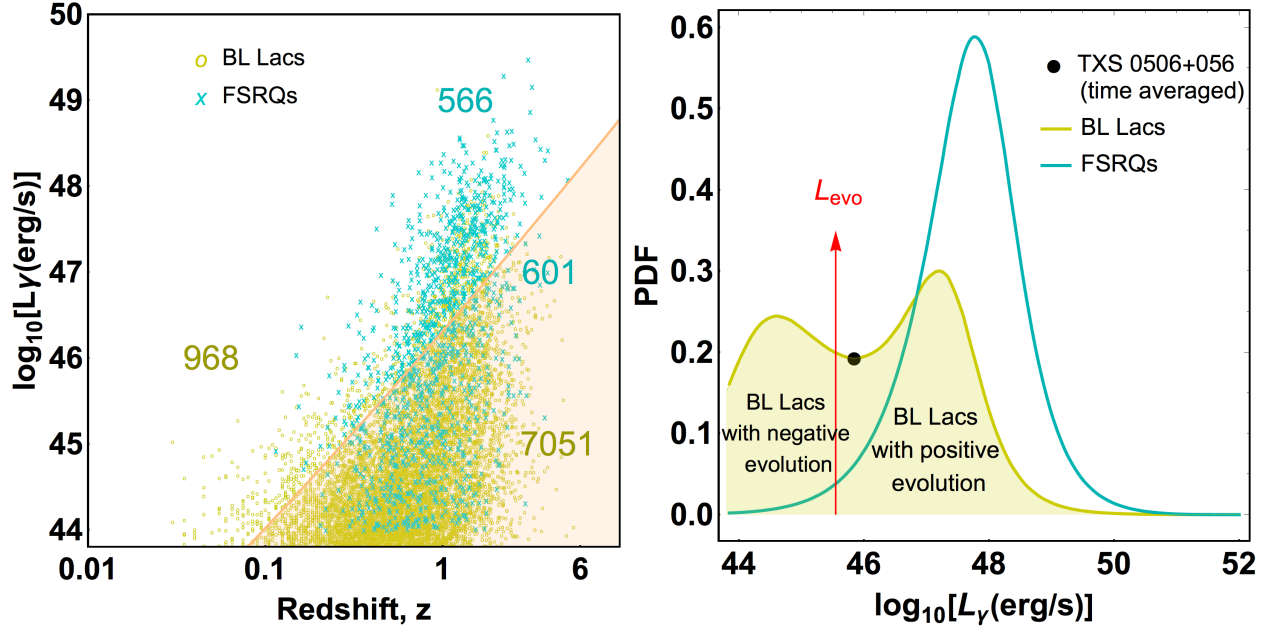 50
49
48
47
46
45
44
log₁₀[Lγ(erg/s)]
BL Lacs
FSRQs
566
601
968
7051
0.01
0.1
1
6
Redshift, z
0.6
0.5
0.4
0.3
0.2
0.1
0.0
PDF
TXS 0506+056
(time averaged)
BL Lacs
FSRQs
Levo
BL Lacs
with negative
evolution
BL Lacs
with positive
evolution
44
46
48
50
52
log₁₀[Lγ(erg/s)]